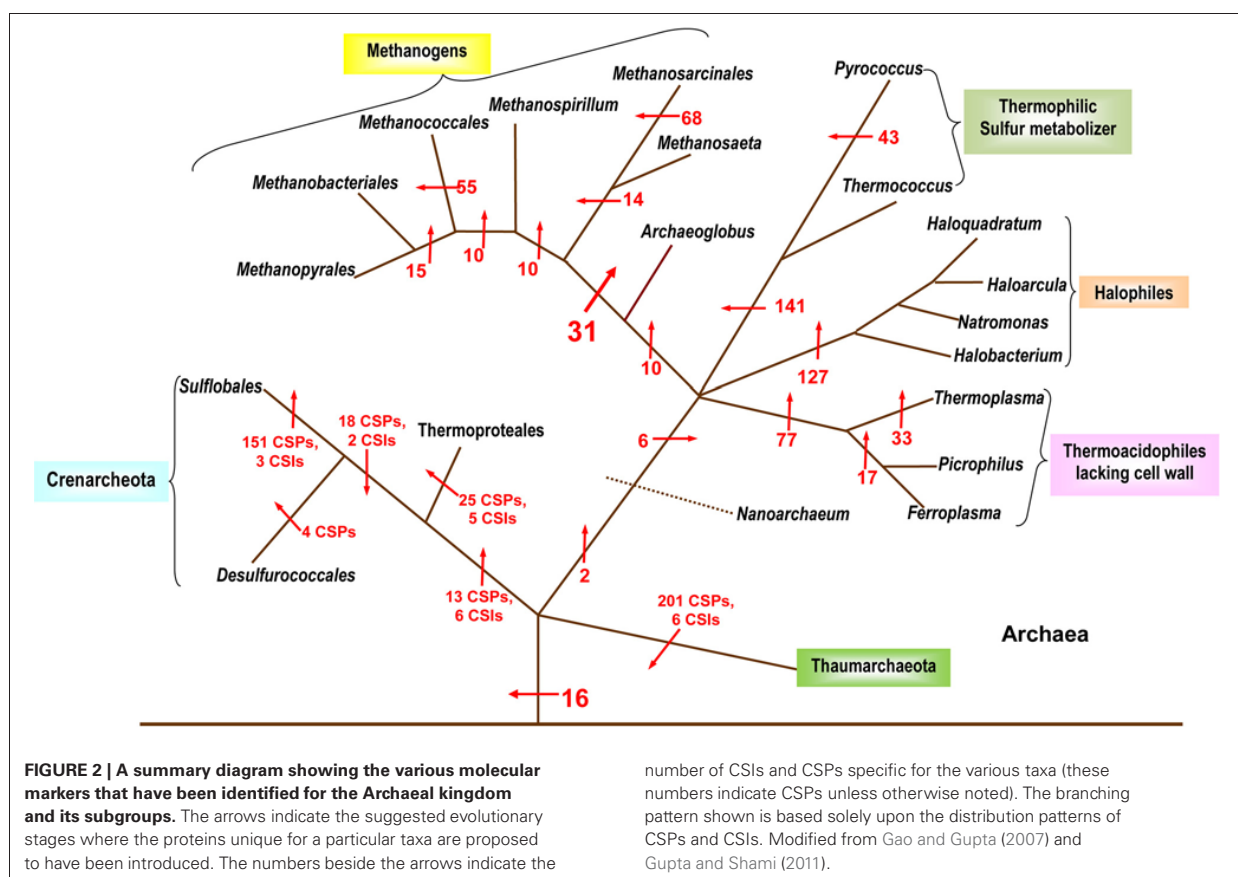 Methanogens
Methanosarcinales
Pyrococcus
Methanospirillum
Thermophilic
Sulfur metabolizer
Methanococcales
68
43
Methanosaeta
Methanobacteriales
55
Thermococcus
14
Archaeoglobus
Haloquadratum
10
10
15
Methanopyrales
Haloarcula
Halophiles
141
31
Natromonas
Halobacterium
10
127
Sulflobales
Thermoplasma
18 CSPs,
2 CSIs
151 CSPs,
3 CSIs
Thermoproteales
6
77
33
Thermoacidophiles
lacking cell wall
Crenarcheota
Picrophilus
17
25 CSPs,
5 CSIs
Nanoarchaeum
Ferroplasma
4 CSPs
Desulfurococcales
2
13 CSPs,
6 CSIs
201 CSPs,
6 CSIs
Archaea
Thaumarchaeota
16
FIGURE 2 | A summary diagram showing the various molecular
markers that have been identified for the Archaeal kingdom
and its subgroups. The arrows indicate the suggested evolutionary
stages where the proteins unique for a particular taxa are proposed
to have been introduced. The numbers beside the arrows indicate the
number of CSIs and CSPs specific for the various taxa (these
numbers indicate CSPs unless otherwise noted). The branching
pattern shown is based solely upon the distribution patterns of
CSPs and CSIs. Modified from Gao and Gupta (2007) and
Gupta and Shami (2011).